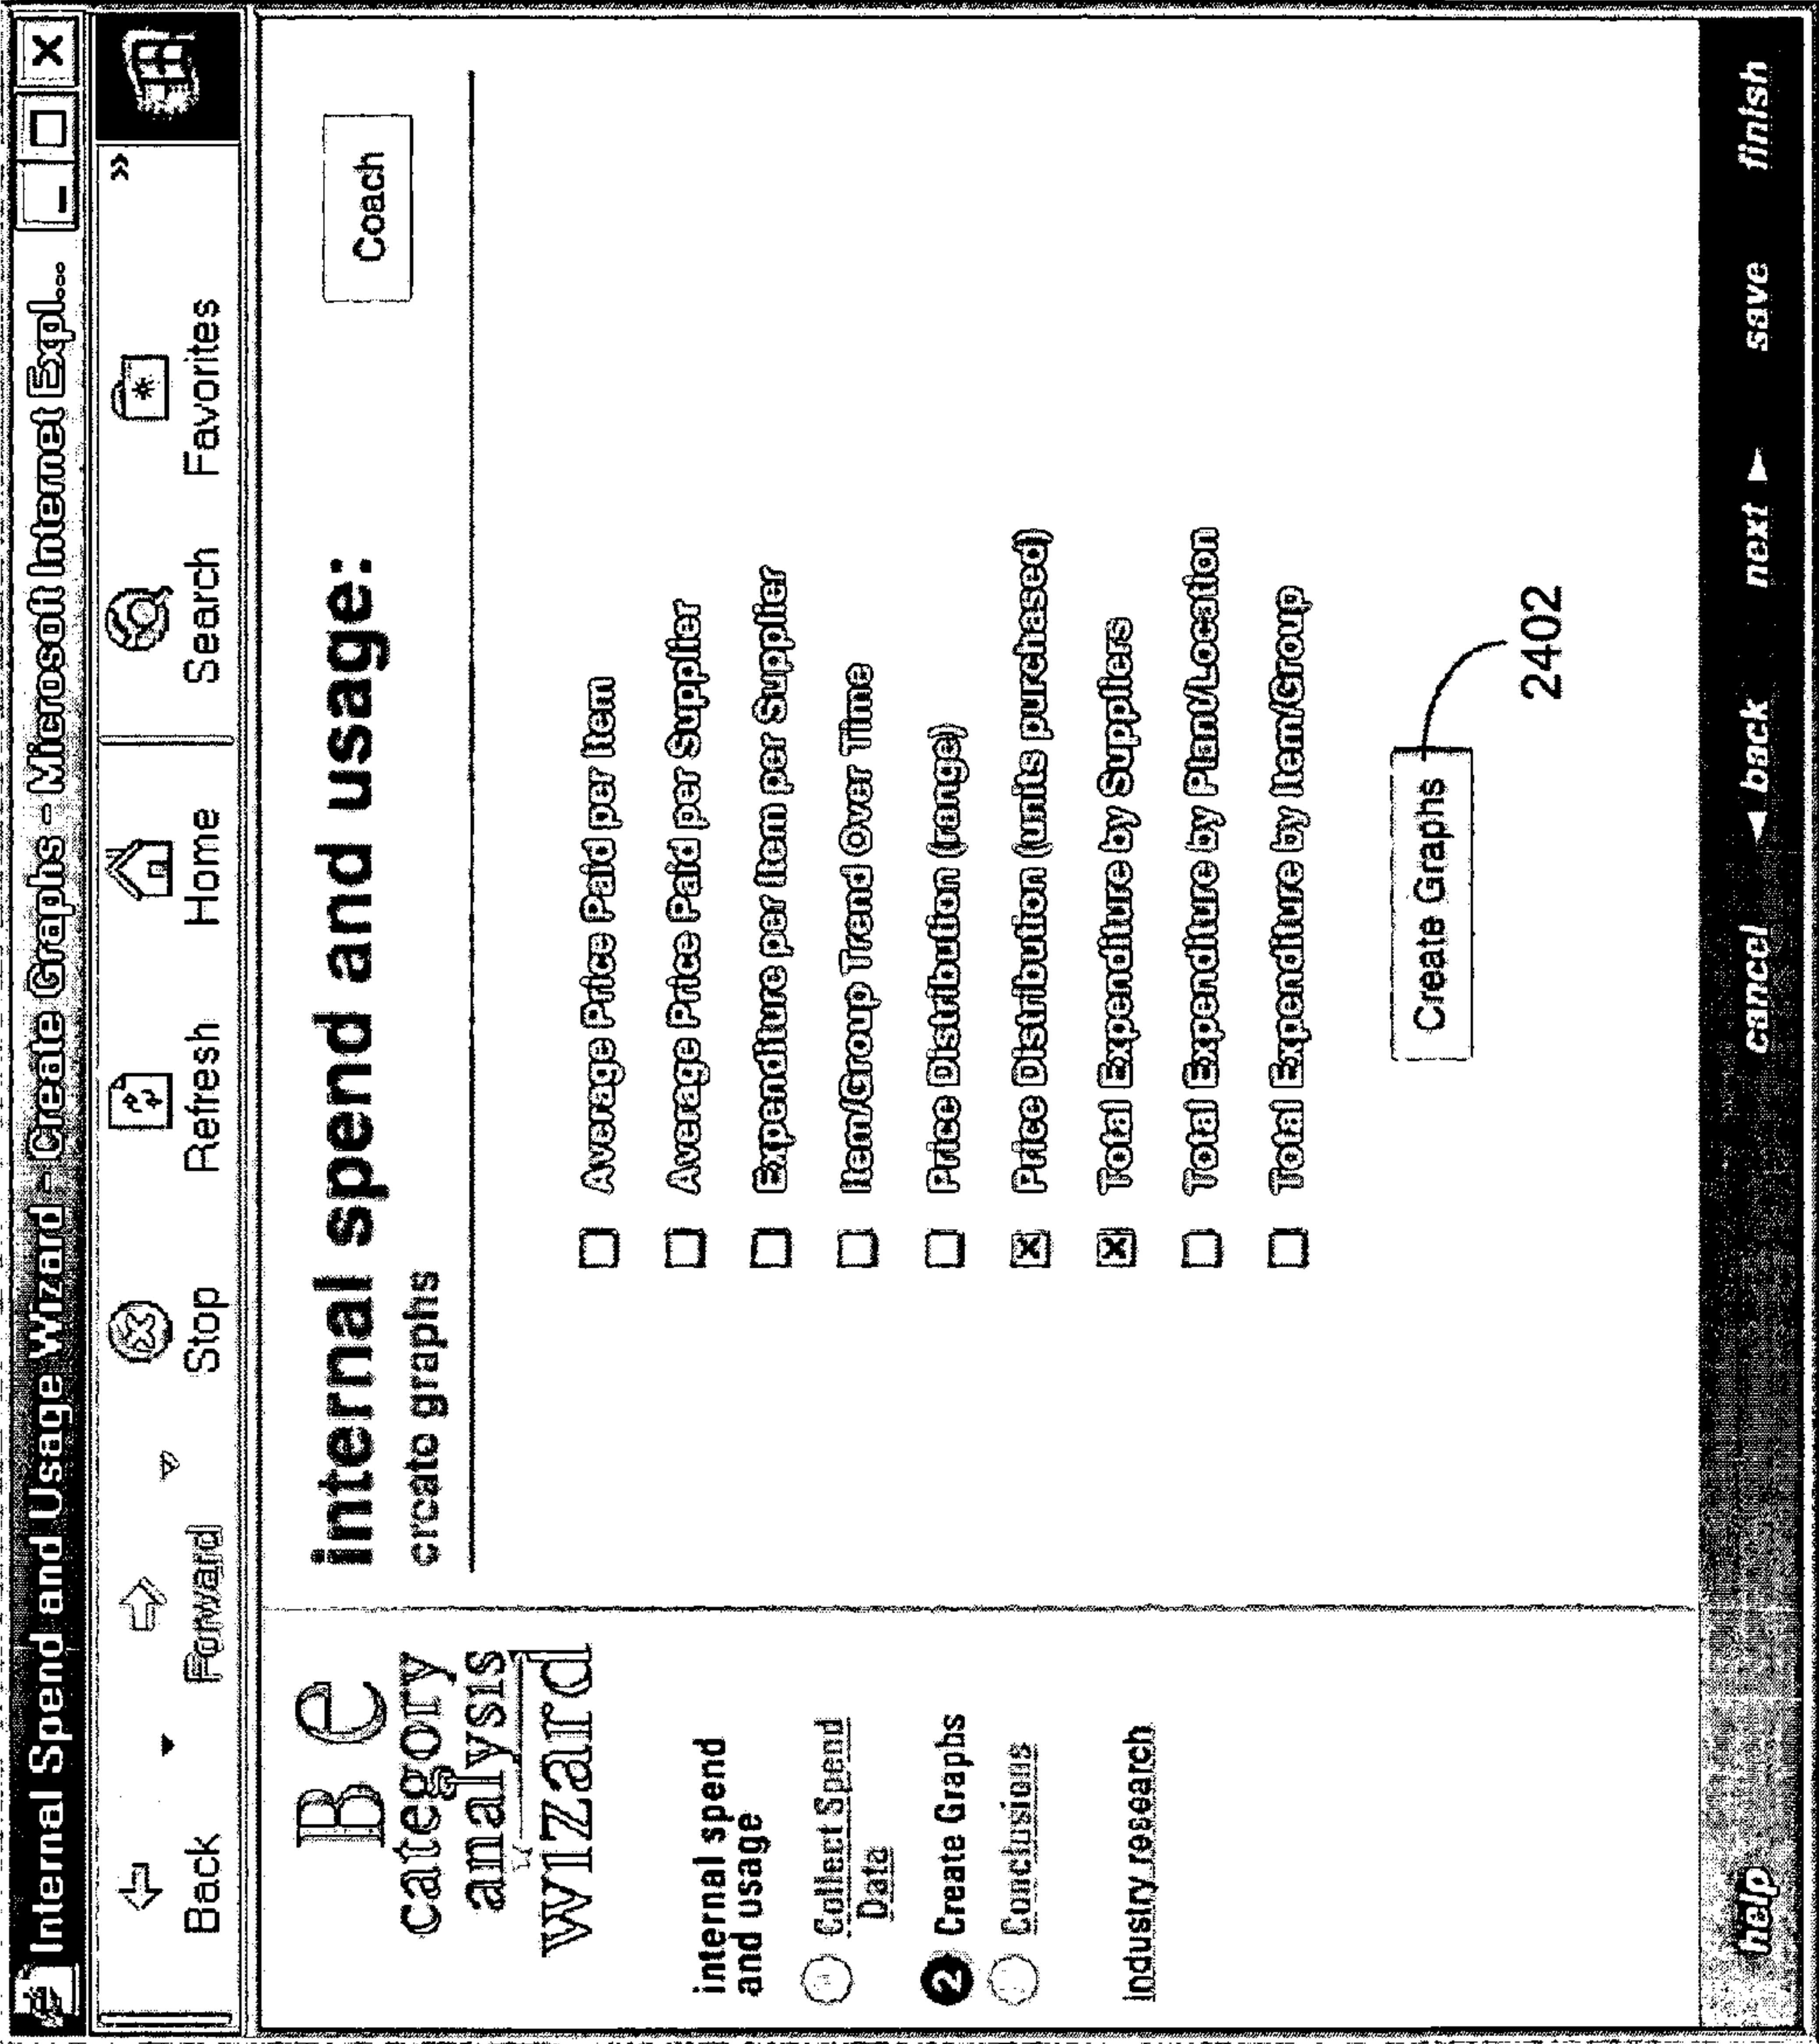 Internal Spend and Usage Wizard - Create Graphs - Microsoft Internet Expl...
Back
Forward
Stop
Refresh
Home
Search
Favorites
»
B e
category
analysis
wizard
internal spend
and usage
Collect Spend
Data
2 Create Graphs
Conclusions
industry research
internal spend and usage:
create graphs
Coach
Average Price Paid per Item
Average Price Paid per Supplier
Expenditure per Item per Supplier
Item/Group Trend Over Time
Price Distribution (range)
Price Distribution (units purchased)
Total Expenditure by Suppliers
Total Expenditure by Plant/Location
Total Expenditure by Item/Group
Create Graphs
2402
help
cancel
back
next
save
finish